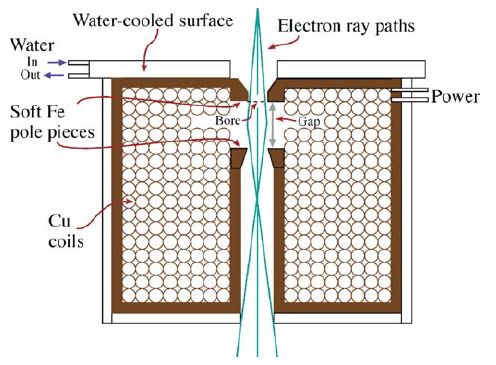 Water-cooled surface
Electron ray paths
Water
In
Out
Power
Soft Fe
pole pieces
Bore
Gap
Cu
coils